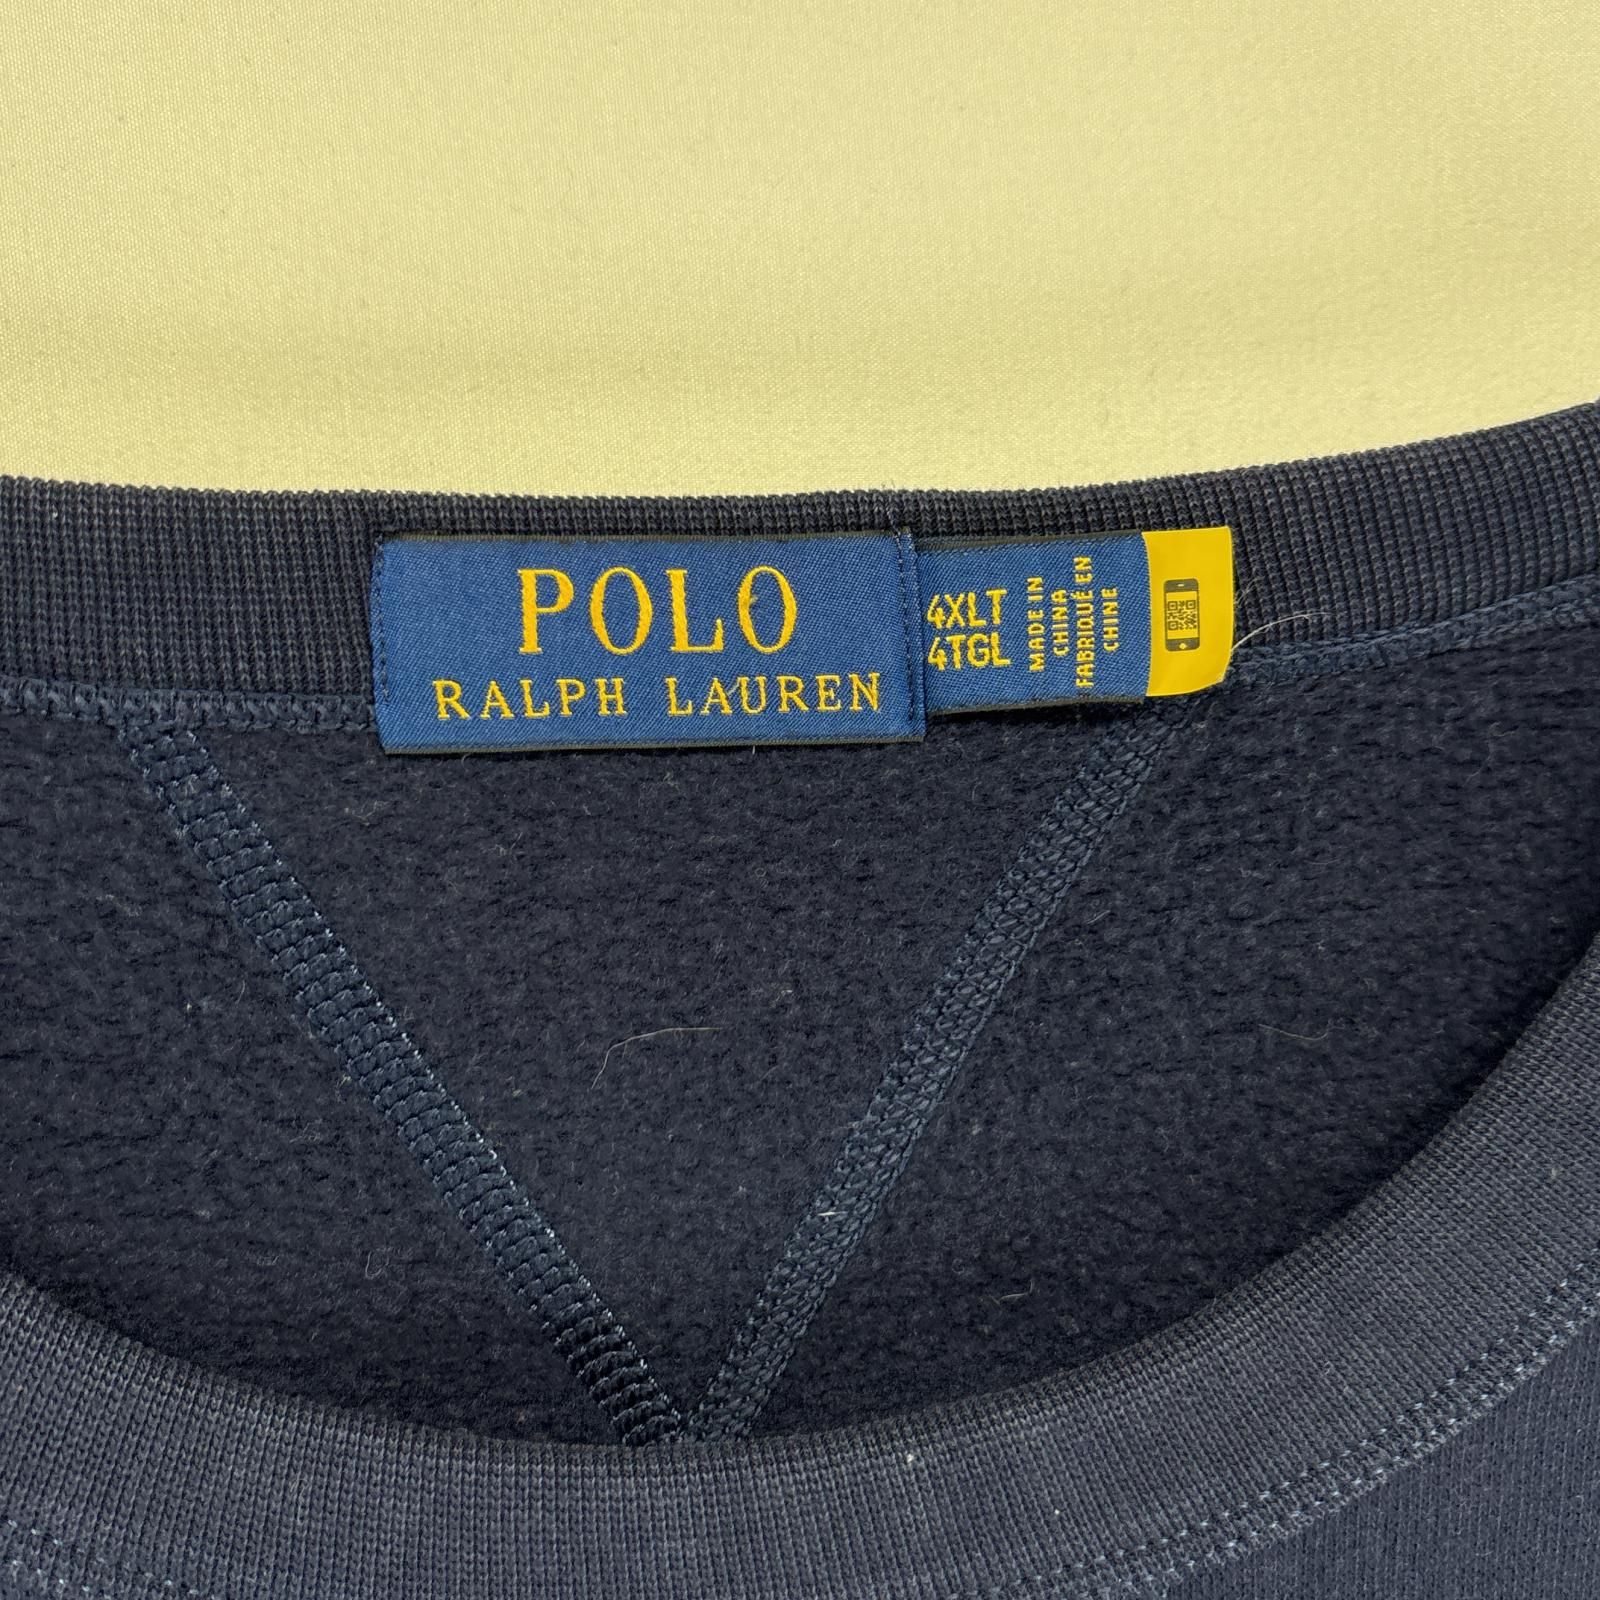 POLO
RALPH LAUREN
4XLT
4TGL
MADE IN
CHINA
FABRIQUÉ EN
CHINE